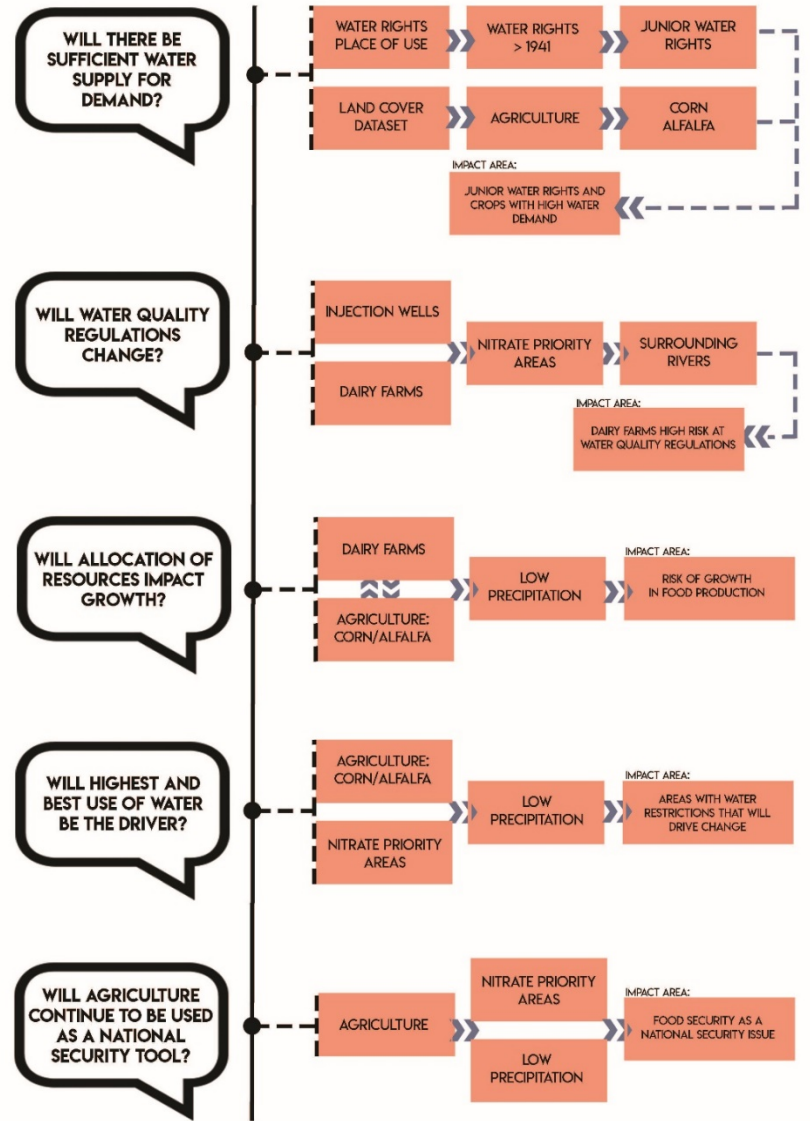 WILL THERE BE
SUFFICIENT WATER
SUPPLY FOR
DEMAND?
WATER RIGHTS
PLACE OF USE
WATER RIGHTS
> 1941
JUNIOR WATER
RIGHTS
LAND COVER
DATASET
AGRICULTURE
CORN
ALFALFA
IMPACT AREA:
JUNIOR WATER RIGHTS AND
CROPS WITH HIGH WATER
DEMAND
WILL WATER QUALITY
REGULATIONS
CHANGE?
INJECTION WELLS
DAIRY FARMS
NITRATE PRIORITY
AREAS
SURROUNDING
RIVERS
IMPACT AREA:
DAIRY FARMS HIGH RISK AT
WATER QUALITY REGULATIONS
WILL ALLOCATION OF
RESOURCES IMPACT
GROWTH?
DAIRY FARMS
AGRICULTURE:
CORN/ALFALFA
LOW
PRECIPITATION
IMPACT AREA:
RISK OF GROWTH
IN FOOD PRODUCTION
WILL HIGHEST AND
BEST USE OF WATER
BE THE DRIVER?
AGRICULTURE:
CORN/ALFALFA
NITRATE PRIORITY
AREAS
LOW
PRECIPITATION
IMPACT AREA:
AREAS WITH WATER
RESTRICTIONS THAT WILL
DRIVE CHANGE
WILL AGRICULTURE
CONTINUE TO BE USED
AS A NATIONAL
SECURITY TOOL?
AGRICULTURE
NITRATE PRIORITY
AREAS
LOW
PRECIPITATION
IMPACT AREA:
FOOD SECURITY AS A
NATIONAL SECURITY ISSUE